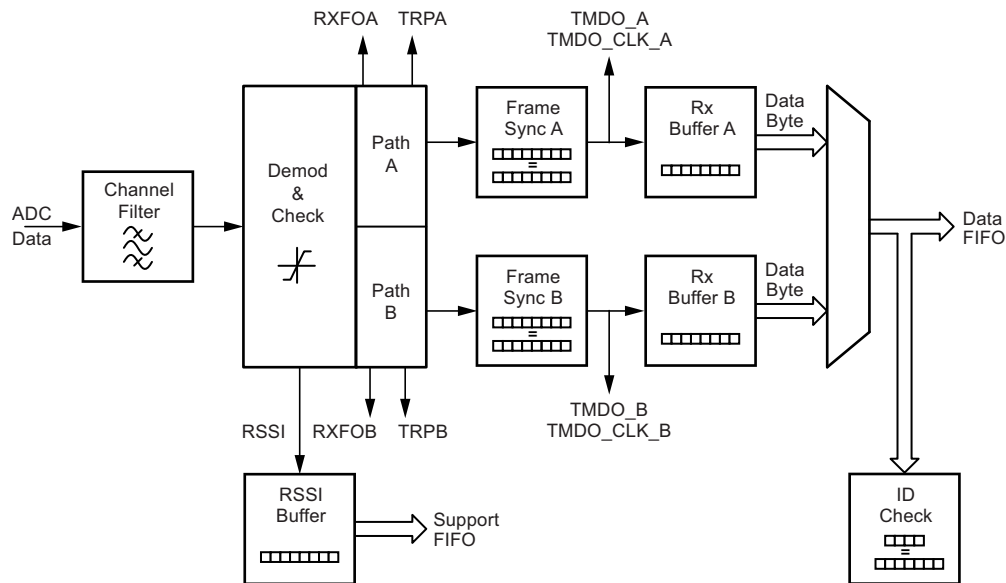 RXFOA
TRPA
TMDO_A
TMDO_CLK_A
ADC
Data
Channel
Filter
Demod
&
Check
Path
A
Path
B
Frame
Sync A
=
Rx
Buffer A
Data
Byte
Frame
Sync B
=
Rx
Buffer B
Data
Byte
Data
FIFO
RSSI
RXFOB
TRPB
TMDO_B
TMDO_CLK_B
RSSI
Buffer
Support
FIFO
ID
Check
=